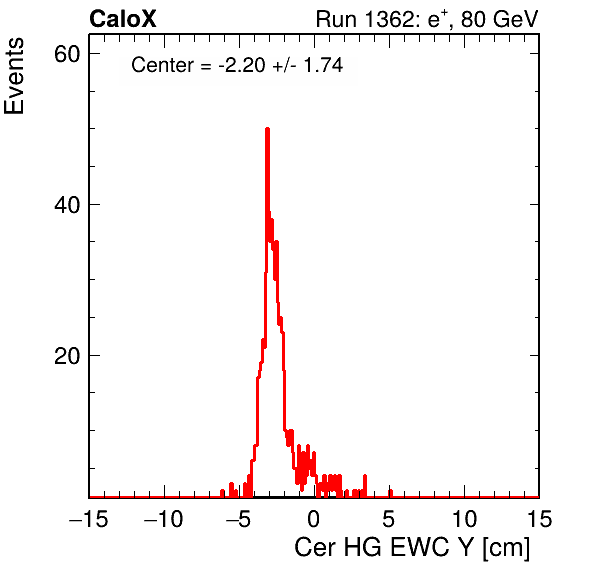 CaloX Run 1362: e⁺, 80 GeV
Events
Center = -2.20 +/- 1.74
60
40
20
−15 −10 −5 0 5 10 15
Cer HG EWC Y [cm]